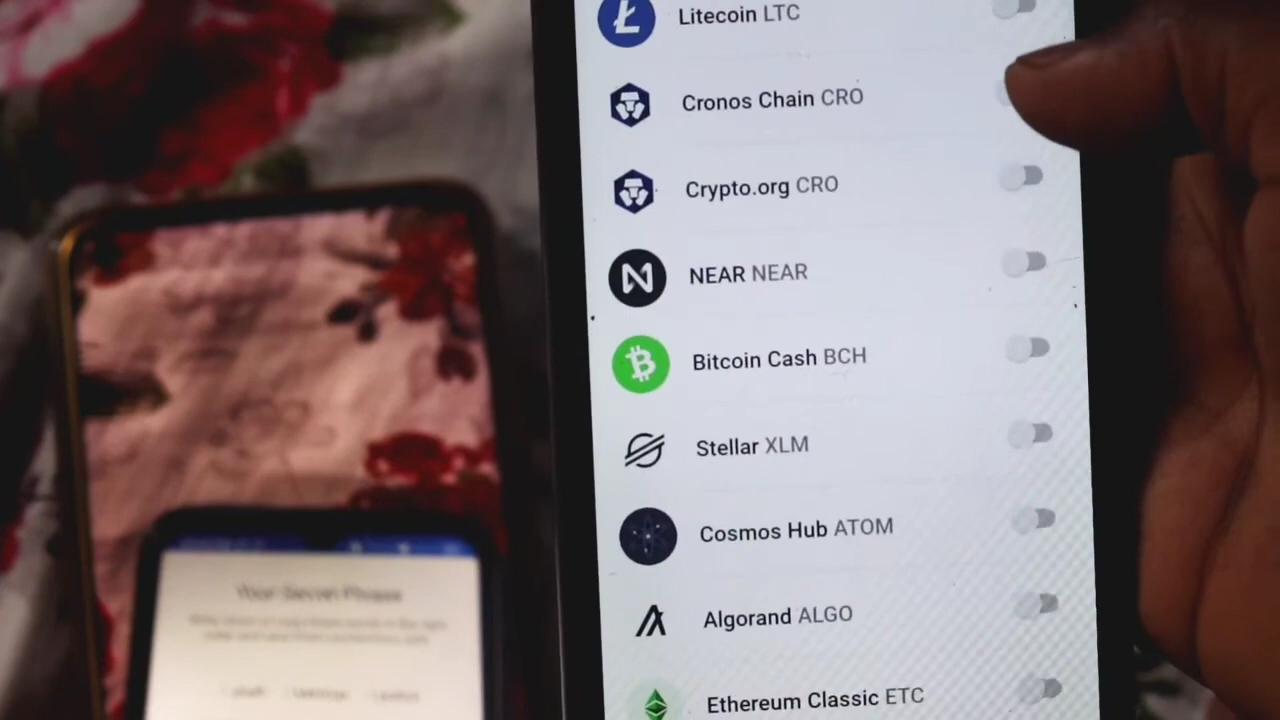 Litecoin LTC
Cronos Chain CRO
Crypto.org CRO
NEAR NEAR
Bitcoin Cash BCH
Stellar XLM
Cosmos Hub ATOM
Algorand ALGO
Ethereum Classic ETC
Your Secret Phrase